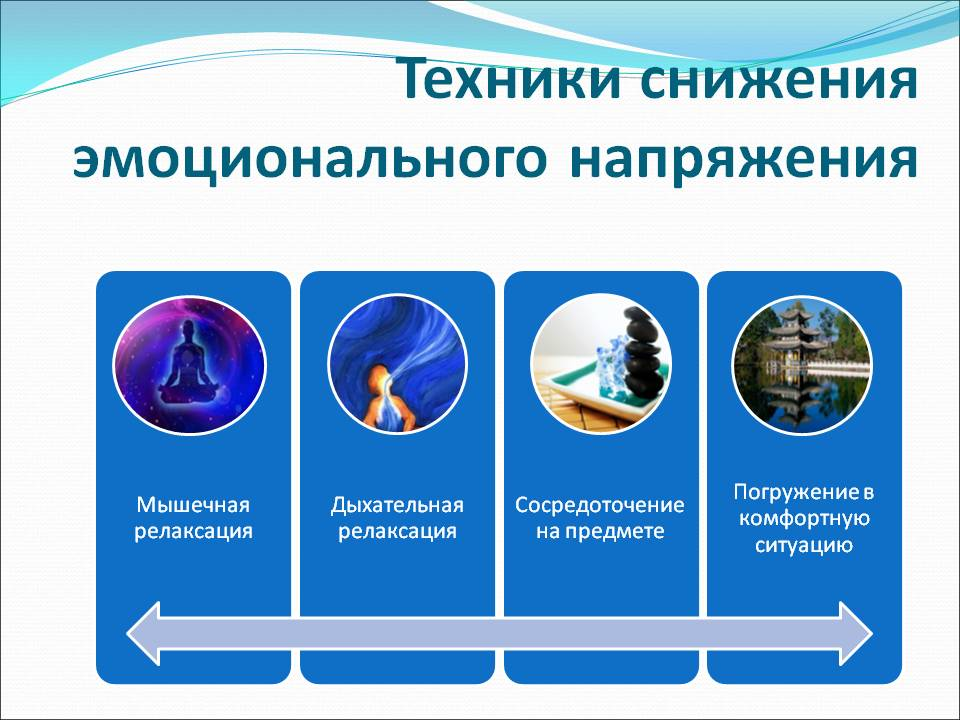 Техники снижения
эмоционального напряжения
Мышечная
релаксация
Дыхательная
релаксация
Сосредоточение
на предмете
Погружение в
комфортную
ситуацию